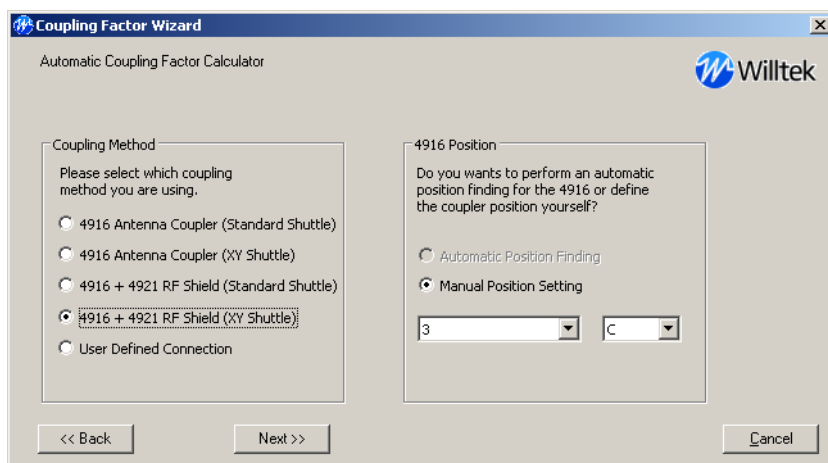 Coupling Factor Wizard
Automatic Coupling Factor Calculator
Willtek
Coupling Method
Please select which coupling
method you are using.
4916 Antenna Coupler (Standard Shuttle)
4916 Antenna Coupler (XY Shuttle)
4916 + 4921 RF Shield (Standard Shuttle)
4916 + 4921 RF Shield (XY Shuttle)
User Defined Connection
4916 Position
Do you wants to perform an automatic
position finding for the 4916 or define
the coupler position yourself?
Automatic Position Finding
Manual Position Setting
3
C
<< Back
Next >>
Cancel